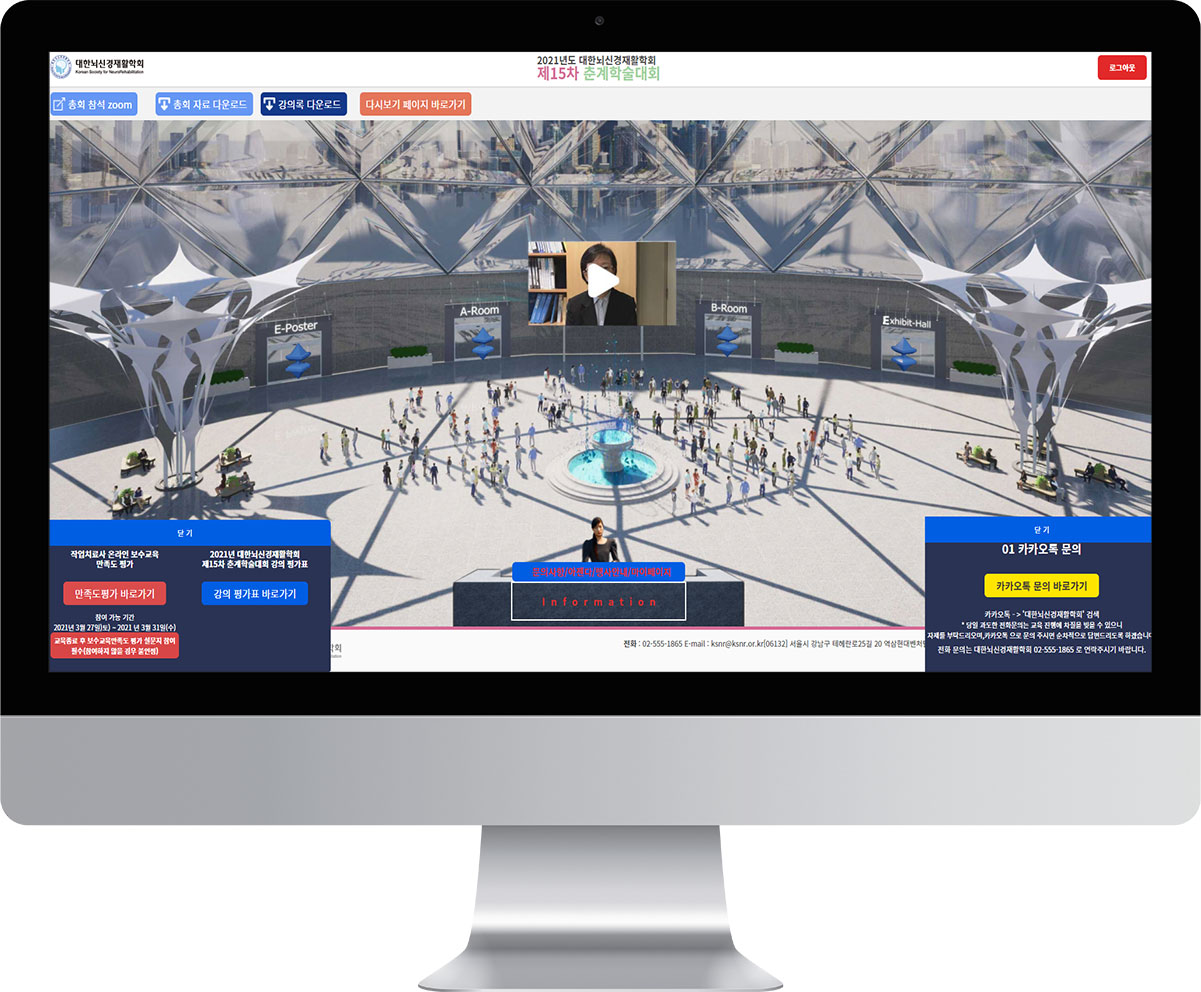 대한뇌신경재활학회
Korean Society for NeuroRehabilitation
2021년도 대한뇌신경재활학회
제15차 춘계학술대회
로그아웃
총회 참석 zoom
총회 자료 다운로드
강의록 다운로드
다시보기 페이지 바로가기
E-Poster
A-Room
B-Room
Exhibit-Hall
닫기
작업치료사 온라인 보수교육
만족도 평가
만족도평가 바로가기
참여 가능 기간
2021년 3월 27일(토) ~ 2021 년 3월 31일(수)
교육종료 후 보수교육만족도 평가 설문지 참여
필수(참여하지 않을 경우 불인정)
2021년 대한뇌신경재활학회
제15차 춘계학술대회 강의 평가표
강의 평가표 바로가기
문의사항/아젠다/행사안내/마이페이지
Information
학회
전화 : 02-555-1865 E-mail : ksnr@ksnr.or.kr[06132] 서울시 강남구 테헤란로25길 20 역삼현대벤처
닫기
01 카카오톡 문의
카카오톡 문의 바로가기
카카오톡 -> '대한뇌신경재활학회' 검색
* 당일 과도한 전화문의는 교육 진행에 차질을 빚을 수 있으니
자제를 부탁드리오며,카카오톡 으로 문의 주시면 순차적으로 답변드리도록 하겠습니다
전화 문의는 대한뇌신경재활학회 02-555-1865 로 연락주시기 바랍니다.